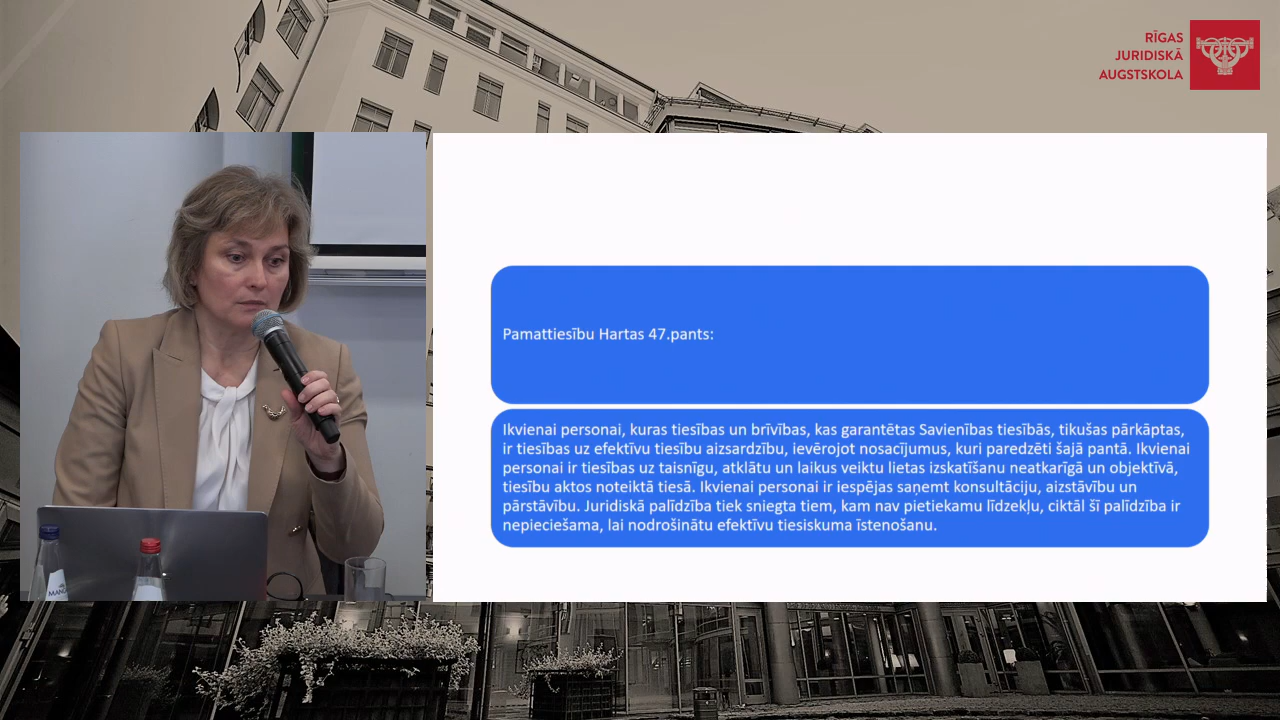 RĪGAS
JURIDISKĀ
AUGSTSKOLA
Pamattiesību Hartas 47.pants:
Ikvienai personai, kuras tiesības un brīvības, kas garantētas Savienības tiesībās, tikušas pārkāptas,
ir tiesības uz efektīvu tiesību aizsardzību, ievērojot nosacījumus, kuri paredzēti šajā pantā. Ikvienai
personai ir tiesības uz taisnīgu, atklātu un laikus veiktu lietas izskatīšanu neatkarīgā un objektīvā,
tiesību aktos noteiktā tiesā. Ikvienai personai ir iespējas saņemt konsultāciju, aizstāvību un
pārstāvību. Juridiskā palīdzība tiek sniegta tiem, kam nav pietiekamu līdzekļu, ciktāl šī palīdzība ir
nepieciešama, lai nodrošinātu efektīvu tiesiskuma īstenošanu.